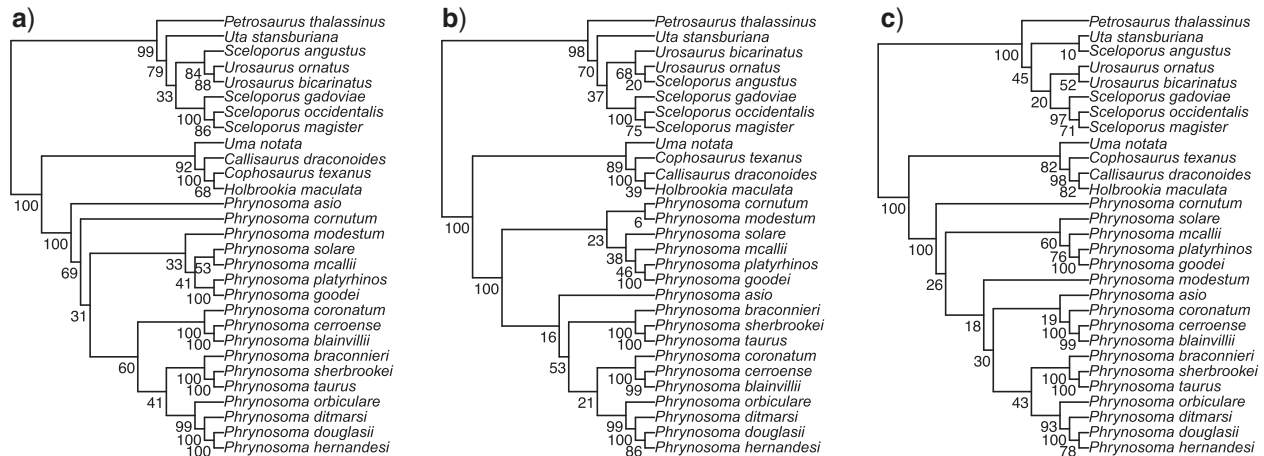 a)
Petrosaurus thalassinus
99
Uta stansburiana
79
Sceloporus angustus
84
Urosaurus ornatus
88
Urosaurus bicarinatus
33
Sceloporus gadoviae
100
Sceloporus occidentalis
86
Sceloporus magister
Uma notata
92
Callisaurus draconoides
100
Cophosaurus texanus
68
Holbrookia maculata
100
Phrynosoma asio
100
Phrynosoma cornutum
69
Phrynosoma modestum
33
Phrynosoma solare
53
Phrynosoma mcallii
41
Phrynosoma platyrhinos
100
Phrynosoma goodei
31
Phrynosoma coronatum
100
Phrynosoma cerroense
100
Phrynosoma blainvillii
60
Phrynosoma braconnieri
100
Phrynosoma sherbrookei
100
Phrynosoma taurus
41
Phrynosoma orbiculare
99
Phrynosoma ditmarsi
100
Phrynosoma douglasii
100
Phrynosoma hernandesi
b)
Petrosaurus thalassinus
98
Uta stansburiana
70
Urosaurus bicarinatus
68
Urosaurus ornatus
20
Sceloporus angustus
37
Sceloporus gadoviae
100
Sceloporus occidentalis
75
Sceloporus magister
Uma notata
89
Cophosaurus texanus
100
Callisaurus draconoides
39
Holbrookia maculata
100
Phrynosoma cornutum
6
Phrynosoma modestum
23
Phrynosoma solare
38
Phrynosoma mcallii
46
Phrynosoma platyrhinos
100
Phrynosoma goodei
100
Phrynosoma asio
16
Phrynosoma braconnieri
100
Phrynosoma sherbrookei
100
Phrynosoma taurus
53
Phrynosoma coronatum
100
Phrynosoma cerroense
99
Phrynosoma blainvillii
21
Phrynosoma orbiculare
99
Phrynosoma ditmarsi
100
Phrynosoma douglasii
86
Phrynosoma hernandesi
c)
Petrosaurus thalassinus
100
Uta stansburiana
10
Sceloporus angustus
45
Urosaurus ornatus
52
Urosaurus bicarinatus
20
Sceloporus gadoviae
97
Sceloporus occidentalis
71
Sceloporus magister
Uma notata
82
Cophosaurus texanus
98
Callisaurus draconoides
82
Holbrookia maculata
100
Phrynosoma cornutum
100
Phrynosoma solare
60
Phrynosoma mcallii
76
Phrynosoma platyrhinos
100
Phrynosoma goodei
26
Phrynosoma modestum
18
Phrynosoma asio
19
Phrynosoma coronatum
100
Phrynosoma cerroense
99
Phrynosoma blainvillii
30
Phrynosoma braconnieri
100
Phrynosoma sherbrookei
100
Phrynosoma taurus
43
Phrynosoma orbiculare
93
Phrynosoma ditmarsi
100
Phrynosoma douglasii
78
Phrynosoma hernandesi